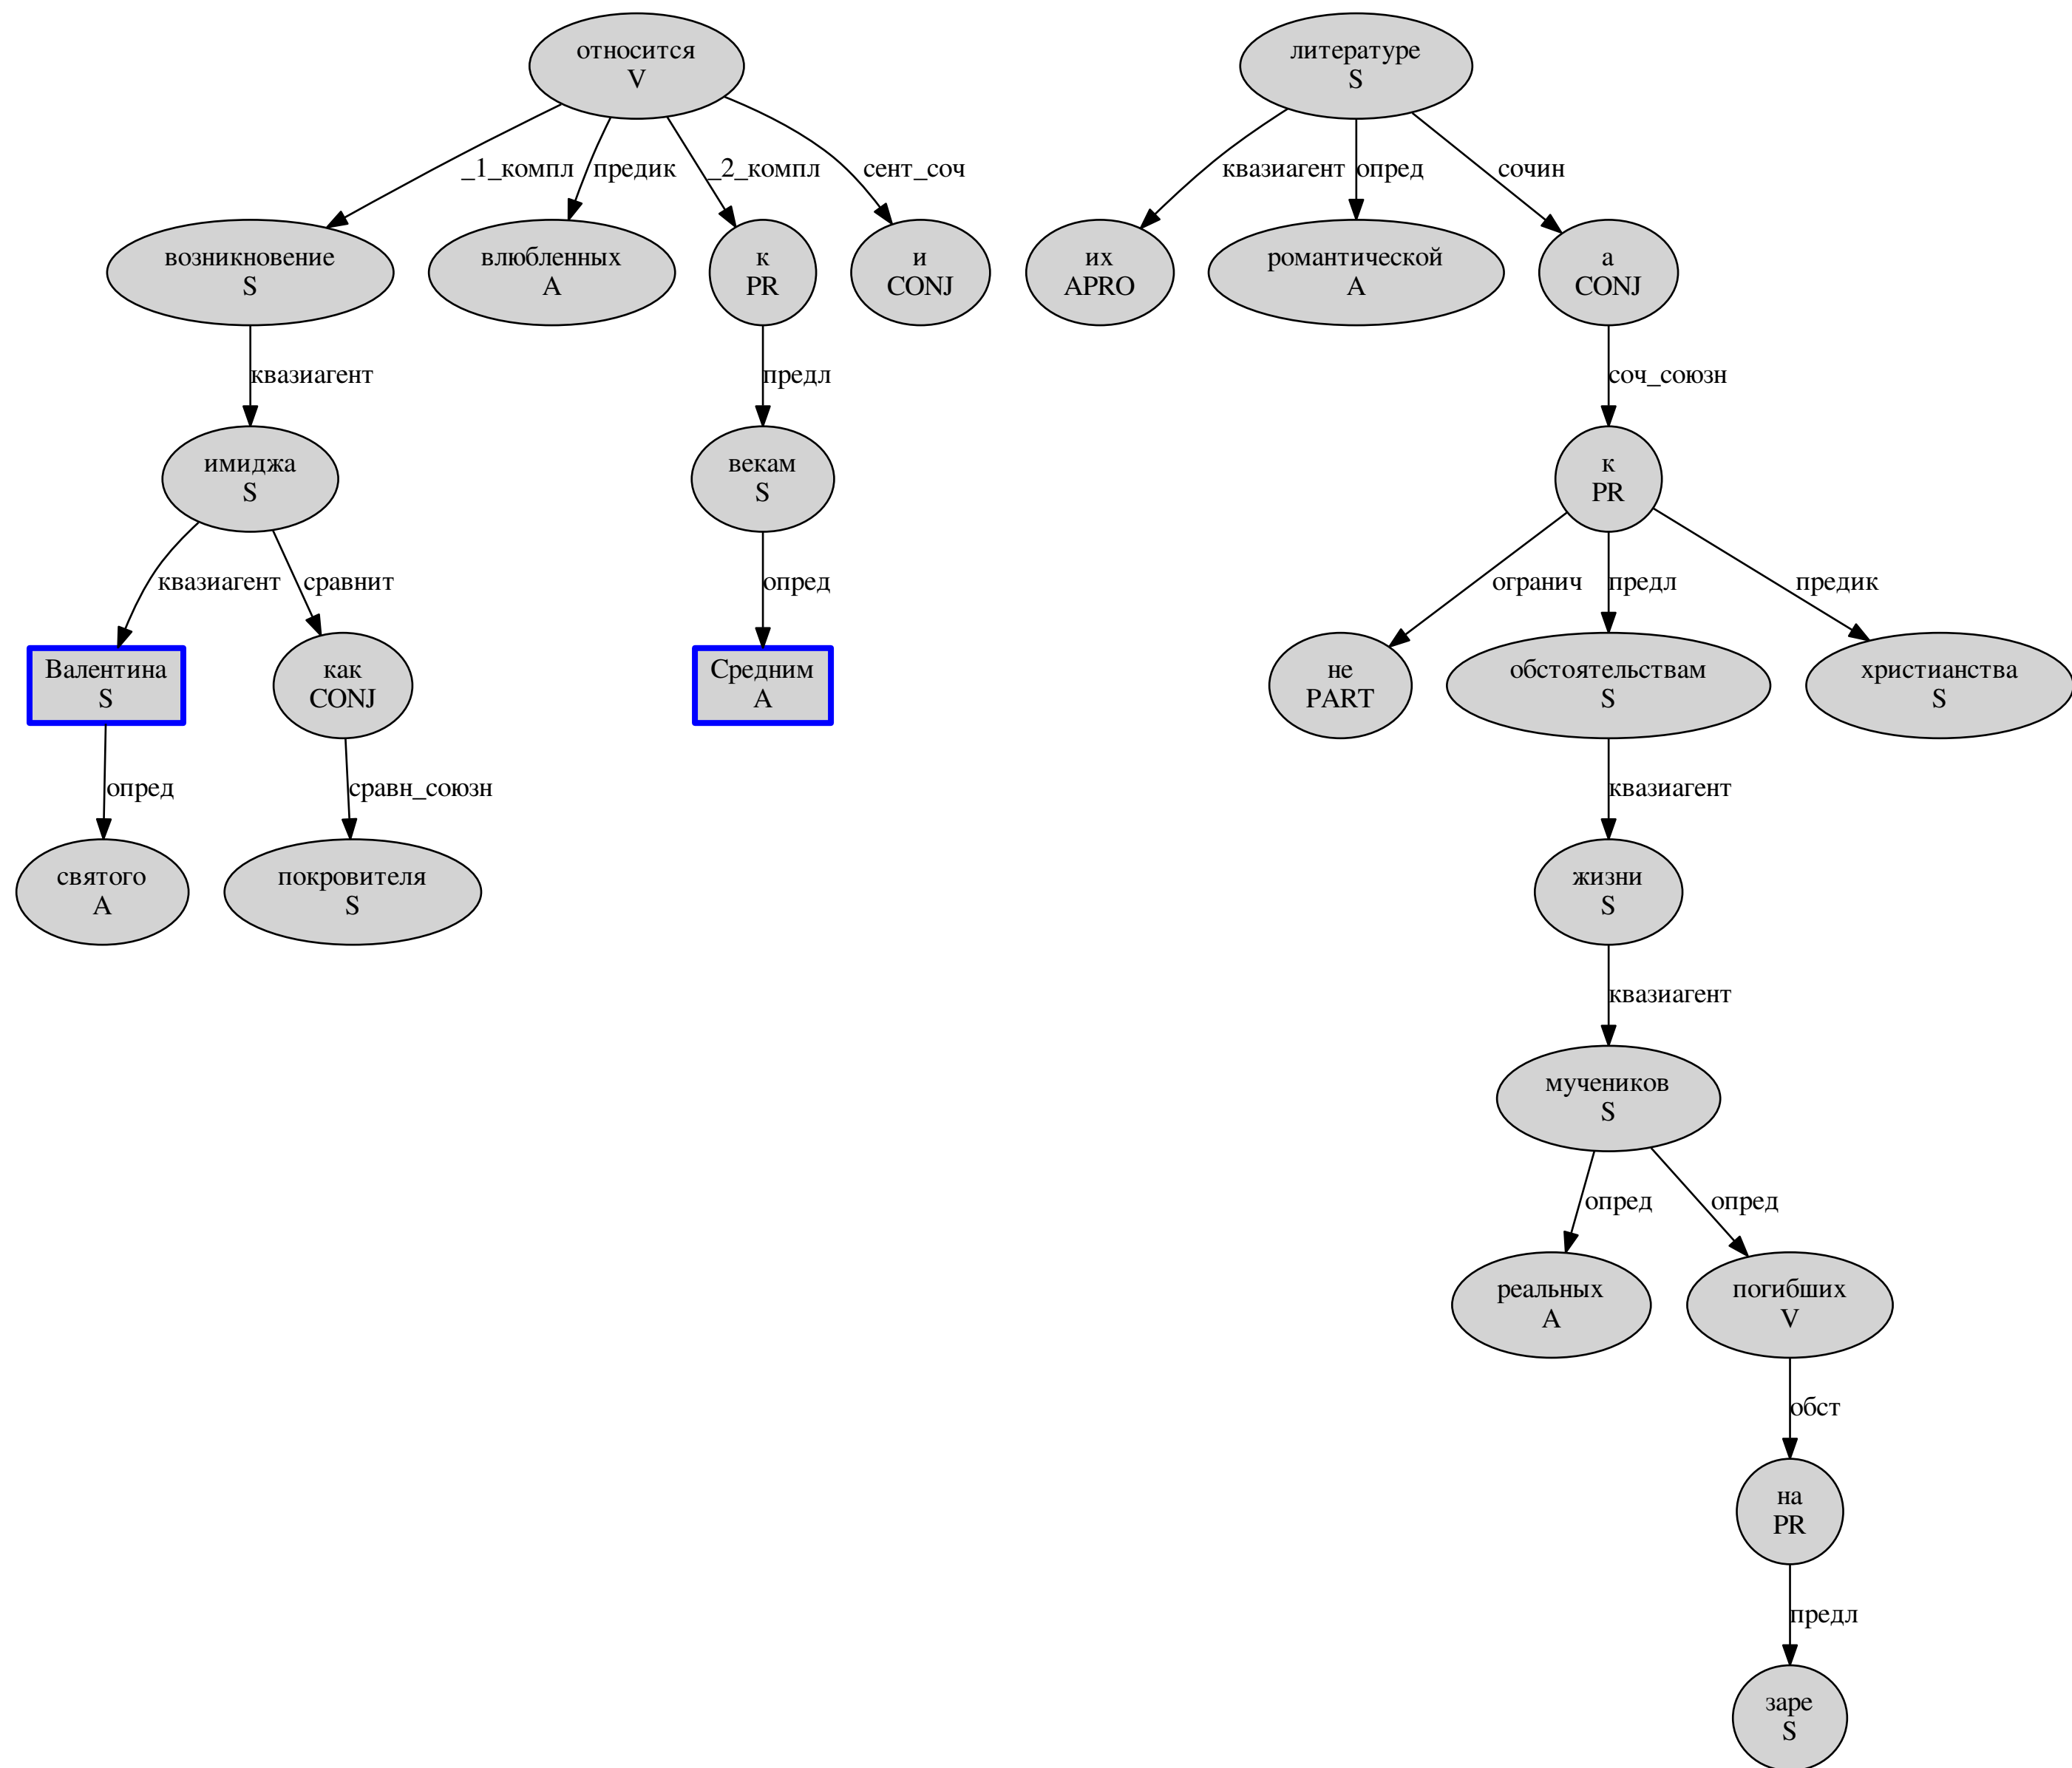 относится
V
литературе
S
_1_компл
предик
_2_компл
сент_соч
квазиагент
опред
сочин
возникновение
S
влюбленных
A
к
PR
и
CONJ
их
APRO
романтической
A
а
CONJ
квазиагент
предл
соч_союзн
имиджа
S
векам
S
к
PR
квазиагент
сравнит
опред
огранич
предл
предик
Валентина
S
как
CONJ
Средним
A
не
PART
обстоятельствам
S
христианства
S
опред
сравн_союзн
квазиагент
святого
A
покровителя
S
жизни
S
квазиагент
мучеников
S
опред
опред
реальных
A
погибших
V
обст
на
PR
предл
заре
S